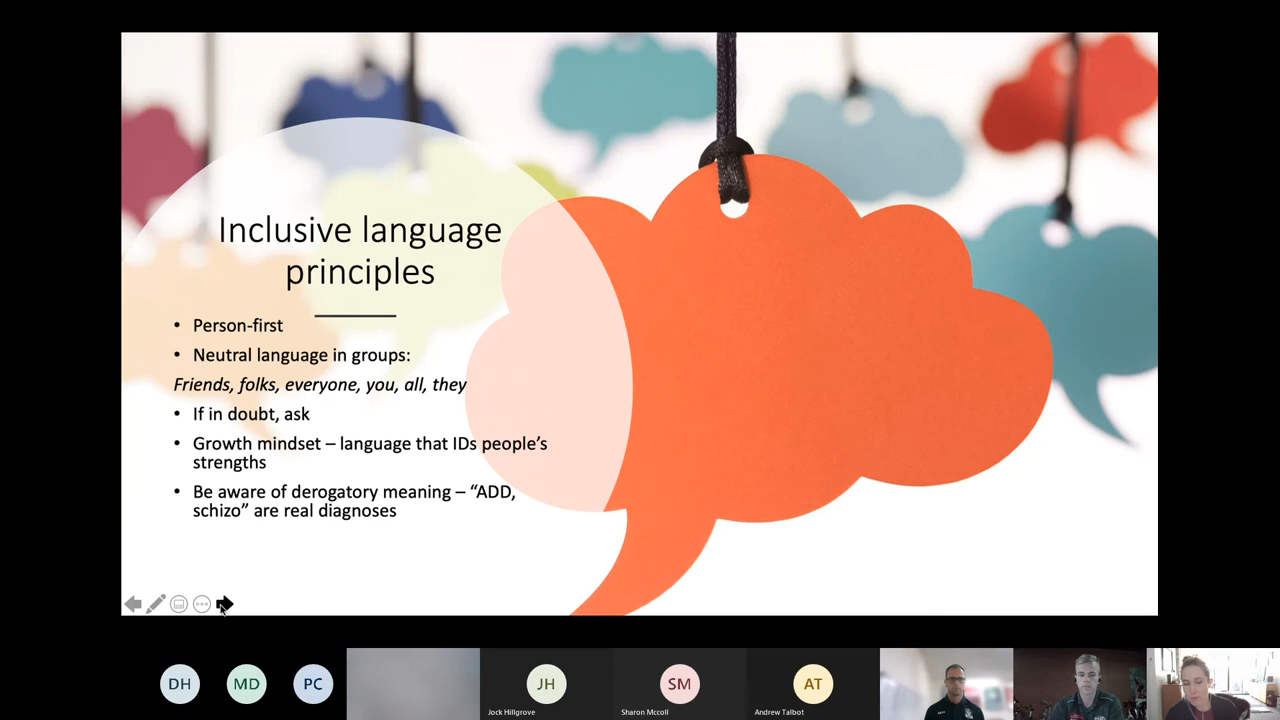 Inclusive language
principles
• Person-first
• Neutral language in groups:
Friends, folks, everyone, you, all, they
• If in doubt, ask
• Growth mindset – language that IDs people’s
strengths
• Be aware of derogatory meaning – “ADD,
schizo” are real diagnoses
DH
MD
PC
JH
Jock Hillgrove
SM
Sharon Mccoll
AT
Andrew Talbot